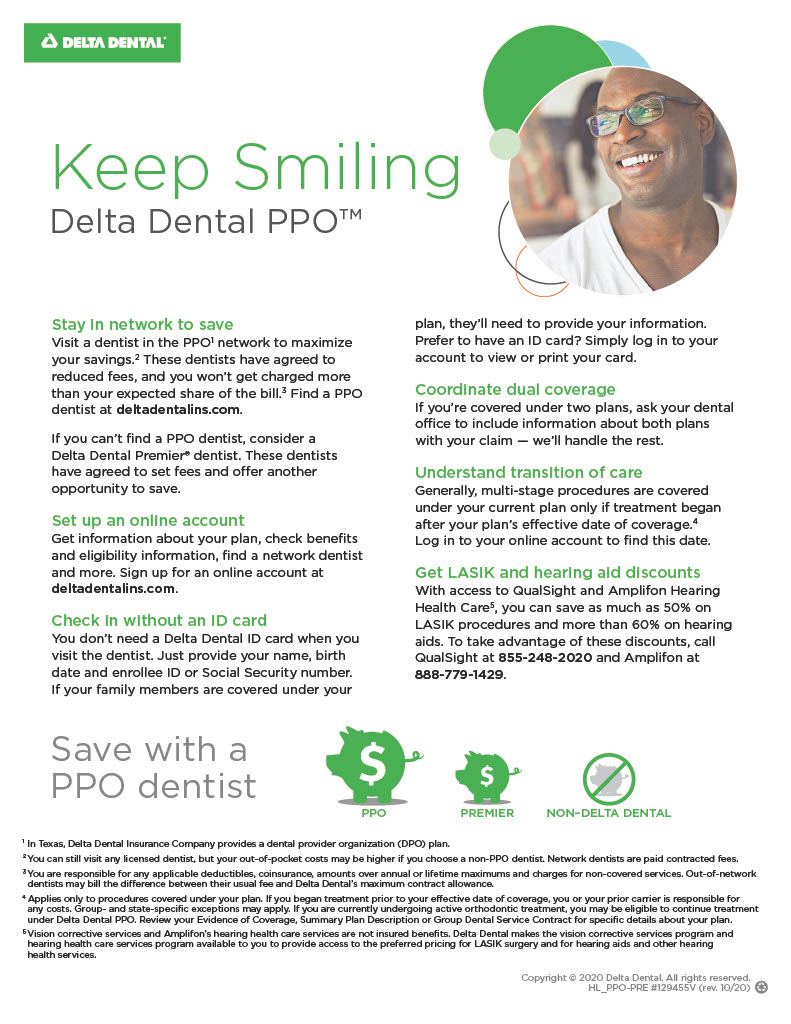 DELTA DENTAL®
Keep Smiling
Delta Dental PPO™
Stay in network to save
Visit a dentist in the PPO¹ network to maximize
your savings.² These dentists have agreed to
reduced fees, and you won’t get charged more
than your expected share of the bill.³ Find a PPO
dentist at deltadentalins.com.
If you can’t find a PPO dentist, consider a
Delta Dental Premier® dentist. These dentists
have agreed to set fees and offer another
opportunity to save.
Set up an online account
Get information about your plan, check benefits
and eligibility information, find a network dentist
and more. Sign up for an online account at
deltadentalins.com.
Check in without an ID card
You don’t need a Delta Dental ID card when you
visit the dentist. Just provide your name, birth
date and enrollee ID or Social Security number.
If your family members are covered under your
plan, they’ll need to provide your information.
Prefer to have an ID card? Simply log in to your
account to view or print your card.
Coordinate dual coverage
If you’re covered under two plans, ask your dental
office to include information about both plans
with your claim — we’ll handle the rest.
Understand transition of care
Generally, multi-stage procedures are covered
under your current plan only if treatment began
after your plan’s effective date of coverage.⁴
Log in to your online account to find this date.
Get LASIK and hearing aid discounts
With access to QualSight and Amplifon Hearing
Health Care⁵, you can save as much as 50% on
LASIK procedures and more than 60% on hearing
aids. To take advantage of these discounts, call
QualSight at 855-248-2020 and Amplifon at
888-779-1429.
Save with a
PPO dentist
$
$
PPO
PREMIER
NON–DELTA DENTAL
¹ In Texas, Delta Dental Insurance Company provides a dental provider organization (DPO) plan.
² You can still visit any licensed dentist, but your out-of-pocket costs may be higher if you choose a non-PPO dentist. Network dentists are paid contracted fees.
³ You are responsible for any applicable deductibles, coinsurance, amounts over annual or lifetime maximums and charges for non-covered services. Out-of-network
dentists may bill the difference between their usual fee and Delta Dental’s maximum contract allowance.
⁴ Applies only to procedures covered under your plan. If you began treatment prior to your effective date of coverage, you or your prior carrier is responsible for
any costs. Group- and state-specific exceptions may apply. If you are currently undergoing active orthodontic treatment, you may be eligible to continue treatment
under Delta Dental PPO. Review your Evidence of Coverage, Summary Plan Description or Group Dental Service Contract for specific details about your plan.
⁵ Vision corrective services and Amplifon’s hearing health care services are not insured benefits. Delta Dental makes the vision corrective services program and
hearing health care services program available to you to provide access to the preferred pricing for LASIK surgery and for hearing aids and other hearing
health services.
Copyright © 2020 Delta Dental. All rights reserved.
HL_PPO-PRE #129455V (rev. 10/20)